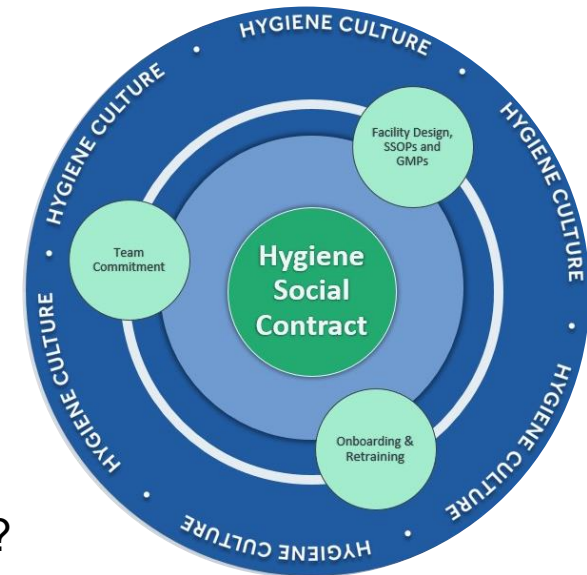 HYGIENE CULTURE
•
HYGIENE CULTURE
•
HYGIENE CULTURE
•
HYGIENE CULTURE
•
HYGIENE CULTURE
•
HYGIENE CULTURE
•
Facility Design,
SSOPs and
GMPs
Team
Commitment
Hygiene
Social
Contract
Onboarding &
Retraining
?